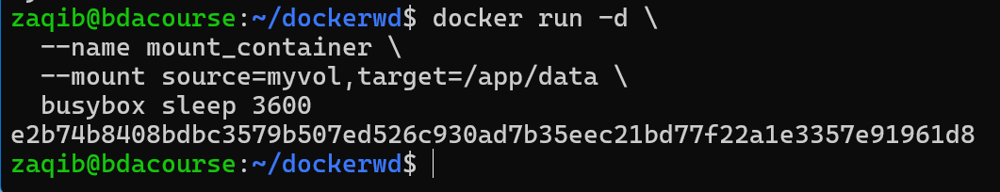 zaqib@bdacourse:~/dockerwd$ docker run -d \
--name mount_container \
--mount source=myvol,target=/app/data \
busybox sleep 3600
e2b74b8408bdbc3579b507ed526c930ad7b35eec21bd77f22a1e3357e91961d8
zaqib@bdacourse:~/dockerwd$